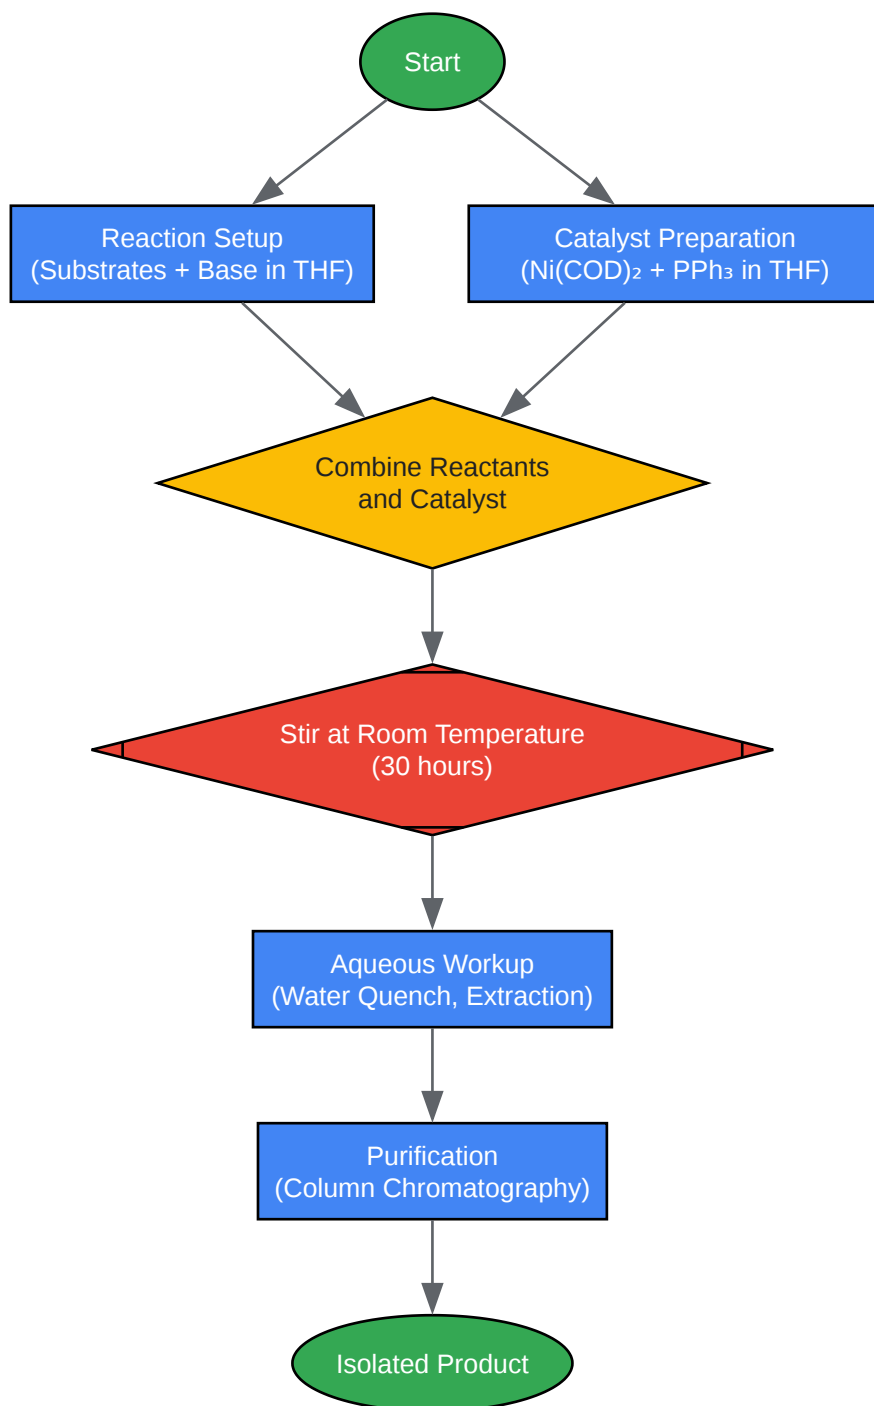 Start
Reaction Setup
(Substrates + Base in THF)
Catalyst Preparation
(Ni(COD)₂ + PPh₃ in THF)
Combine Reactants
and Catalyst
Stir at Room Temperature
(30 hours)
Aqueous Workup
(Water Quench, Extraction)
Purification
(Column Chromatography)
Isolated Product